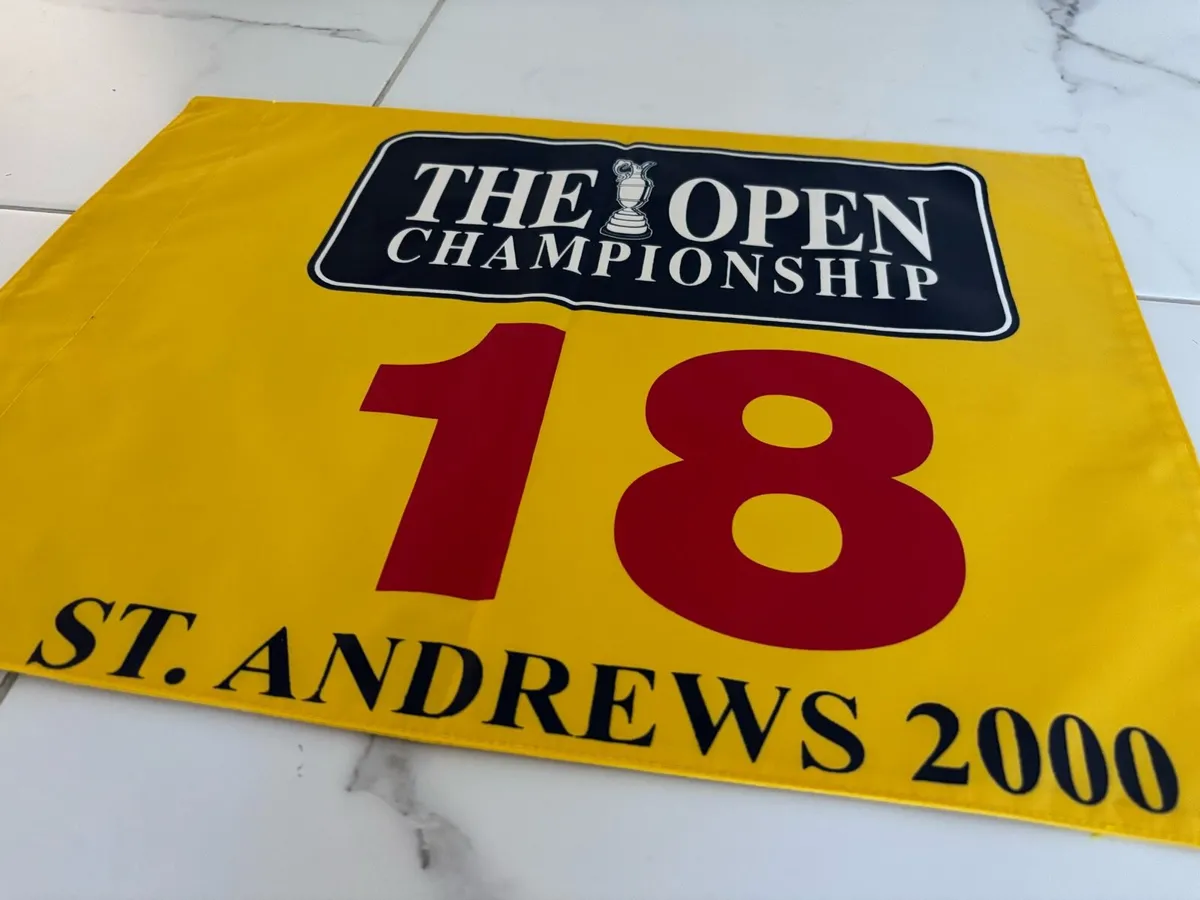 THE OPEN
CHAMPIONSHIP
18
ST. ANDREWS 2000